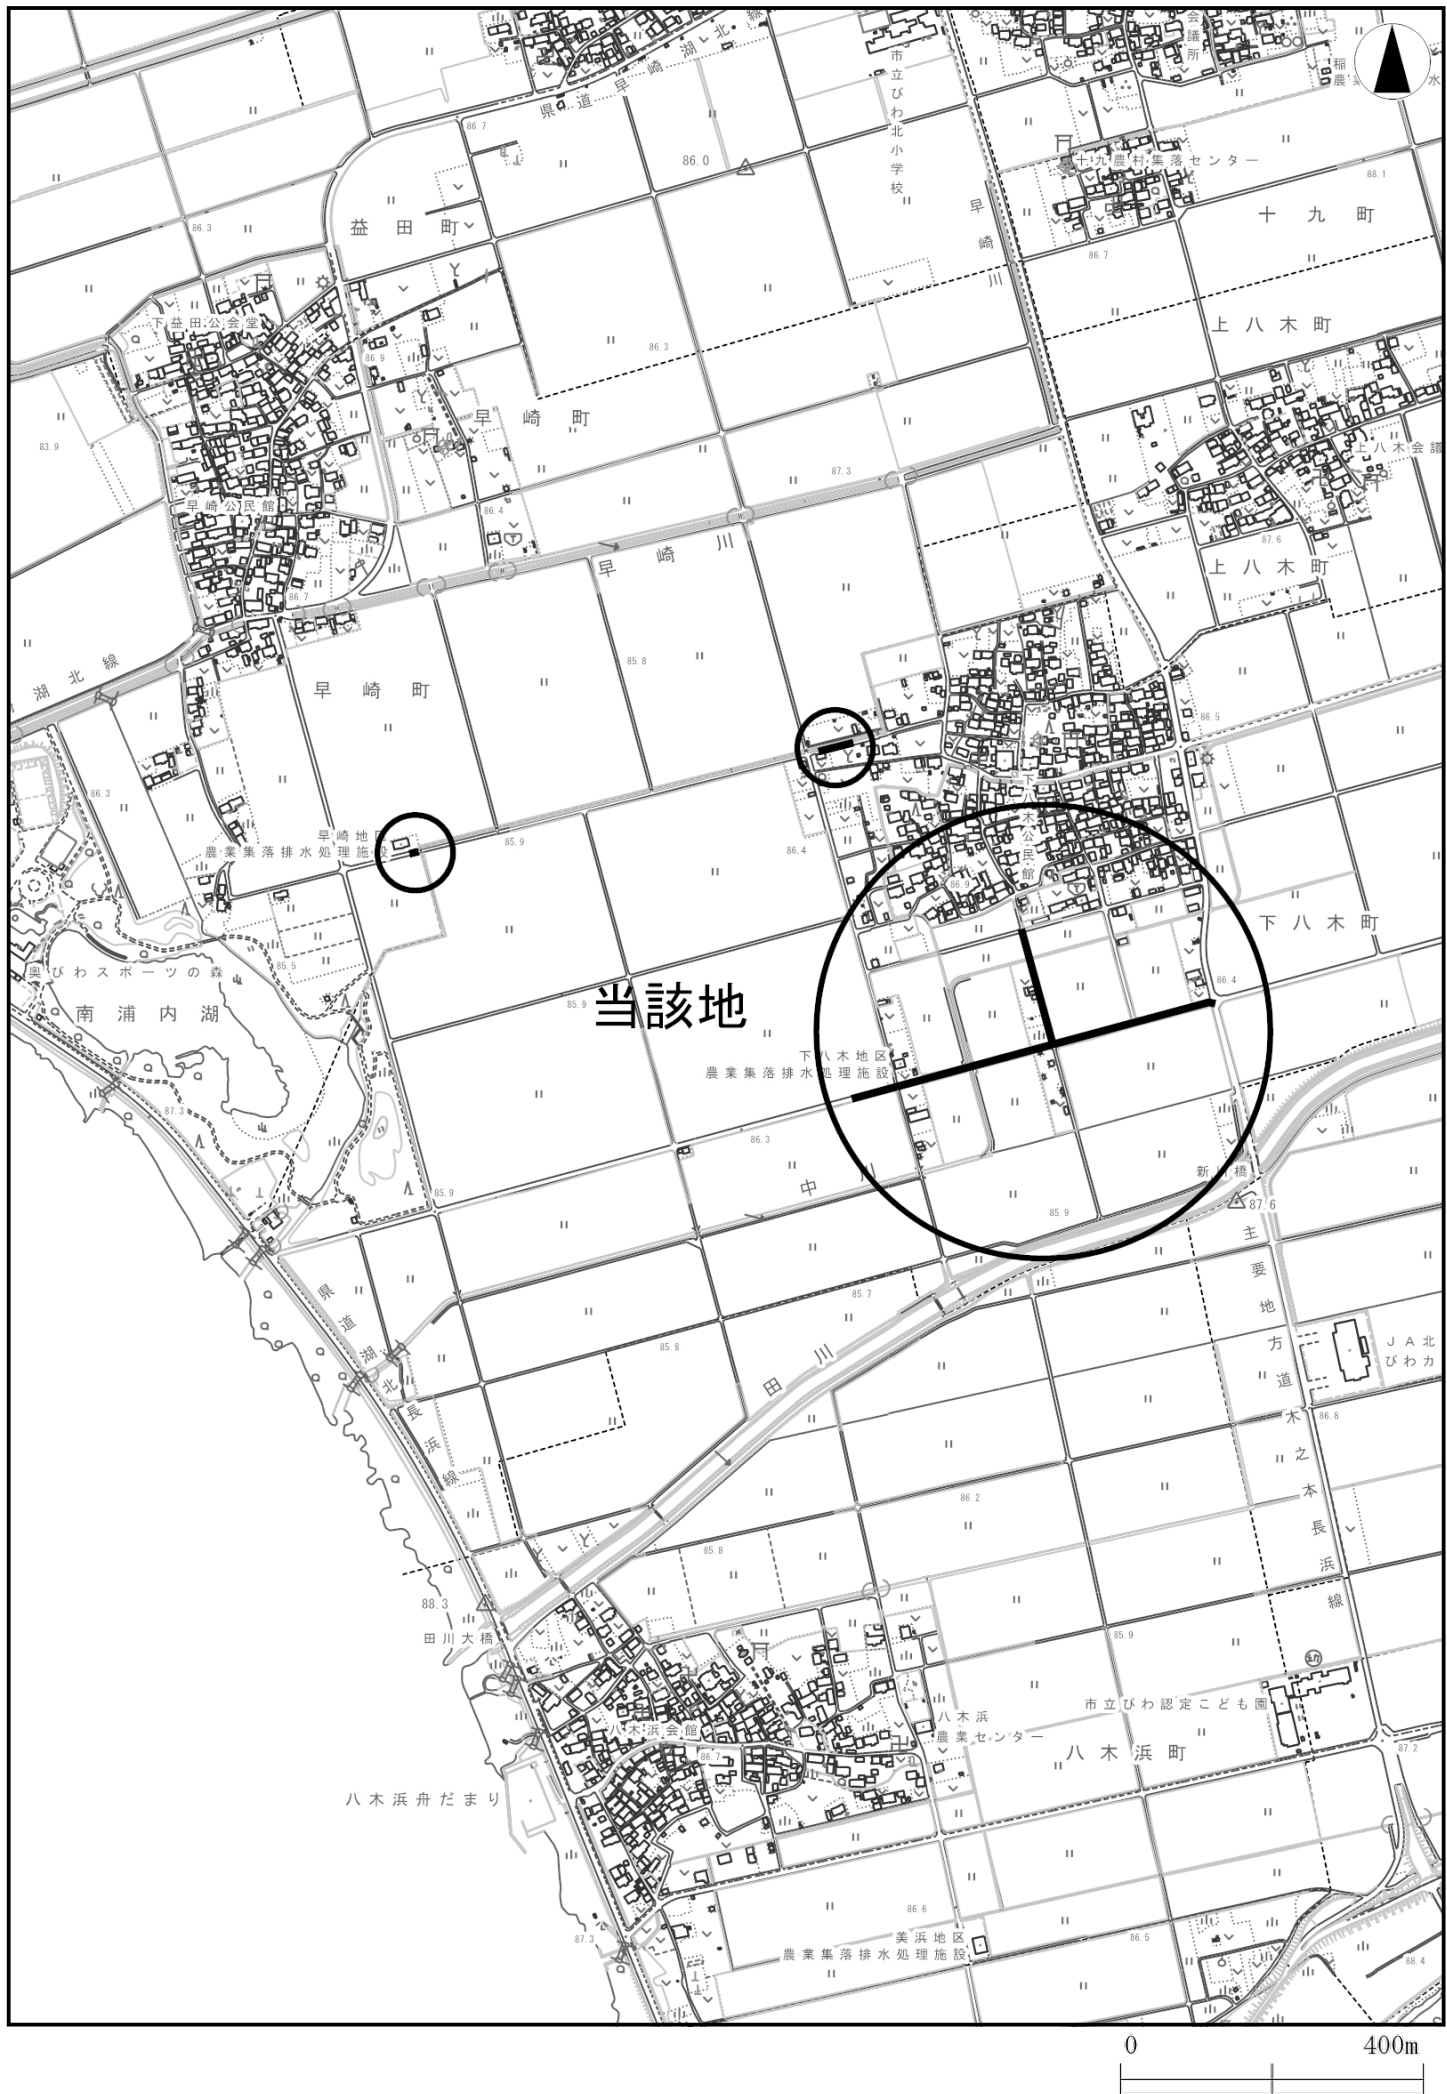 県道早崎湖北線
市立びわ北小学校
会議所
稲
農
水
86.7
86.0
十九農村集落センター
88.1
早崎川
十九町
86.3
益田町
86.7
上八木町
下益田公会堂
86.3
86.9
早崎町
上八木会議
83.9
87.3
早崎公民館
86.4
早崎川
87.6
上八木町
86.7
湖北線
85.8
早崎町
86.5
86.3
下八木公民館
早崎地区
農業集落排水処理施設
85.9
86.4
86.9
下八木町
奥びわスポーツの森
85.5
86.4
南浦内湖
85.9
当該地
下八木地区
農業集落排水処理施設
87.3
86.3
中川
新川橋
85.9
85.9
87.6
県道湖北長浜線
85.7
主要地方道木之本長浜線
85.8
田川
JA北
びわカ
86.8
86.2
85.8
88.3
田川大橋
85.9
市立びわ認定こども園
八木浜会館
八木浜
農業センター
86.7
八木浜町
87.2
八木浜舟だまり
86.6
87.3
美浜地区
農業集落排水処理施設
86.5
88.4
0
400m